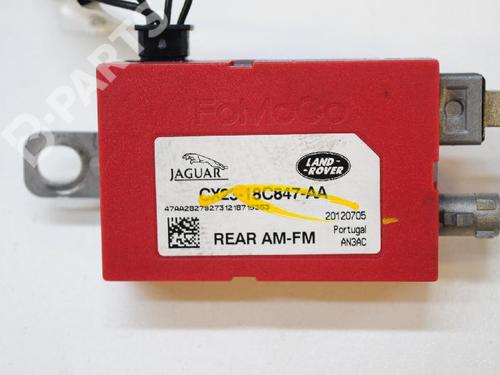 B-PARTS
FoMoCo
JAGUAR
LAND-
ROVER
CX23-18C847-AA
20120705
Portugal
REAR AM-FM
AN3AC